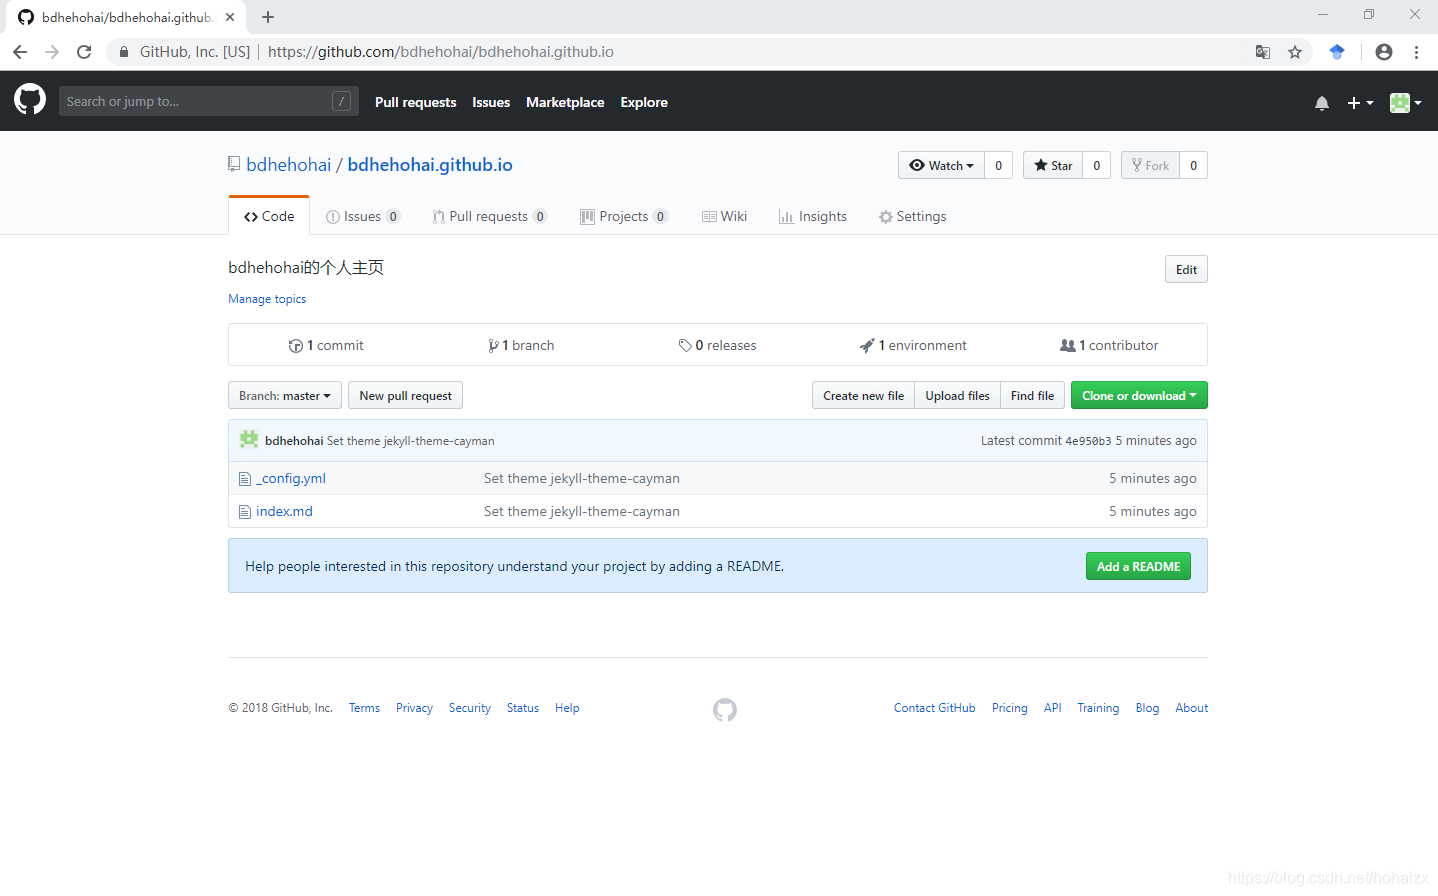 bdhehohai/bdhehohai.github.
GitHub, Inc. [US] | https://github.com/bdhehohai/bdhehohai.github.io
Search or jump to... / Pull requests Issues Marketplace Explore
bdhehohai / bdhehohai.github.io Watch 0 Star 0 Fork 0
Code Issues 0 Pull requests 0 Projects 0 Wiki Insights Settings
bdhehohai的个人主页 Edit
Manage topics
1 commit 1 branch 0 releases 1 environment 1 contributor
Branch: master New pull request Create new file Upload files Find file Clone or download
bdhehohai Set theme jekyll-theme-cayman Latest commit 4e950b3 5 minutes ago
_config.yml Set theme jekyll-theme-cayman 5 minutes ago
index.md Set theme jekyll-theme-cayman 5 minutes ago
Help people interested in this repository understand your project by adding a README. Add a README
© 2018 GitHub, Inc. Terms Privacy Security Status Help Contact GitHub Pricing API Training Blog About
https://blog.csdn.net/hohaizx